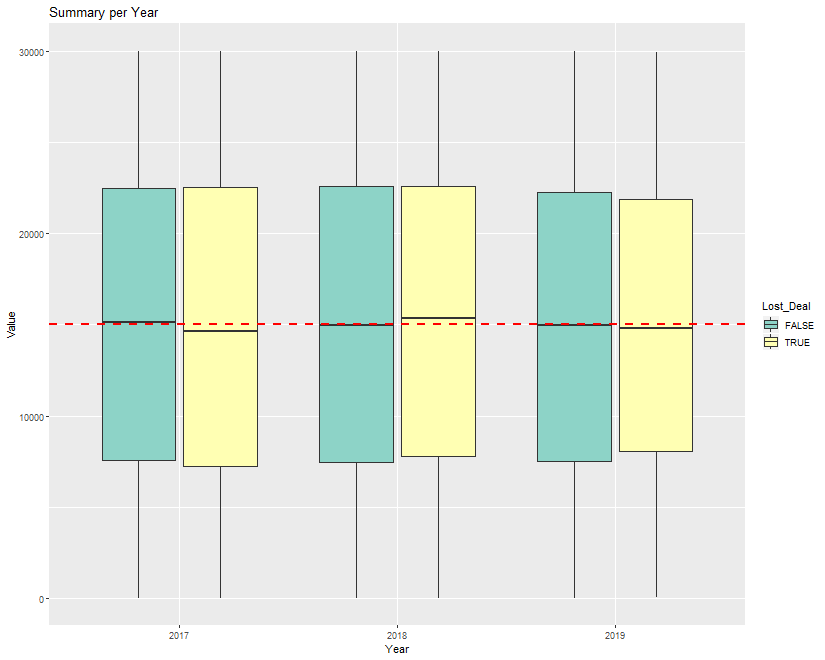 Summary per Year
30000
20000
10000
0
Value
2017
2018
2019
Year
Lost_Deal
FALSE
TRUE